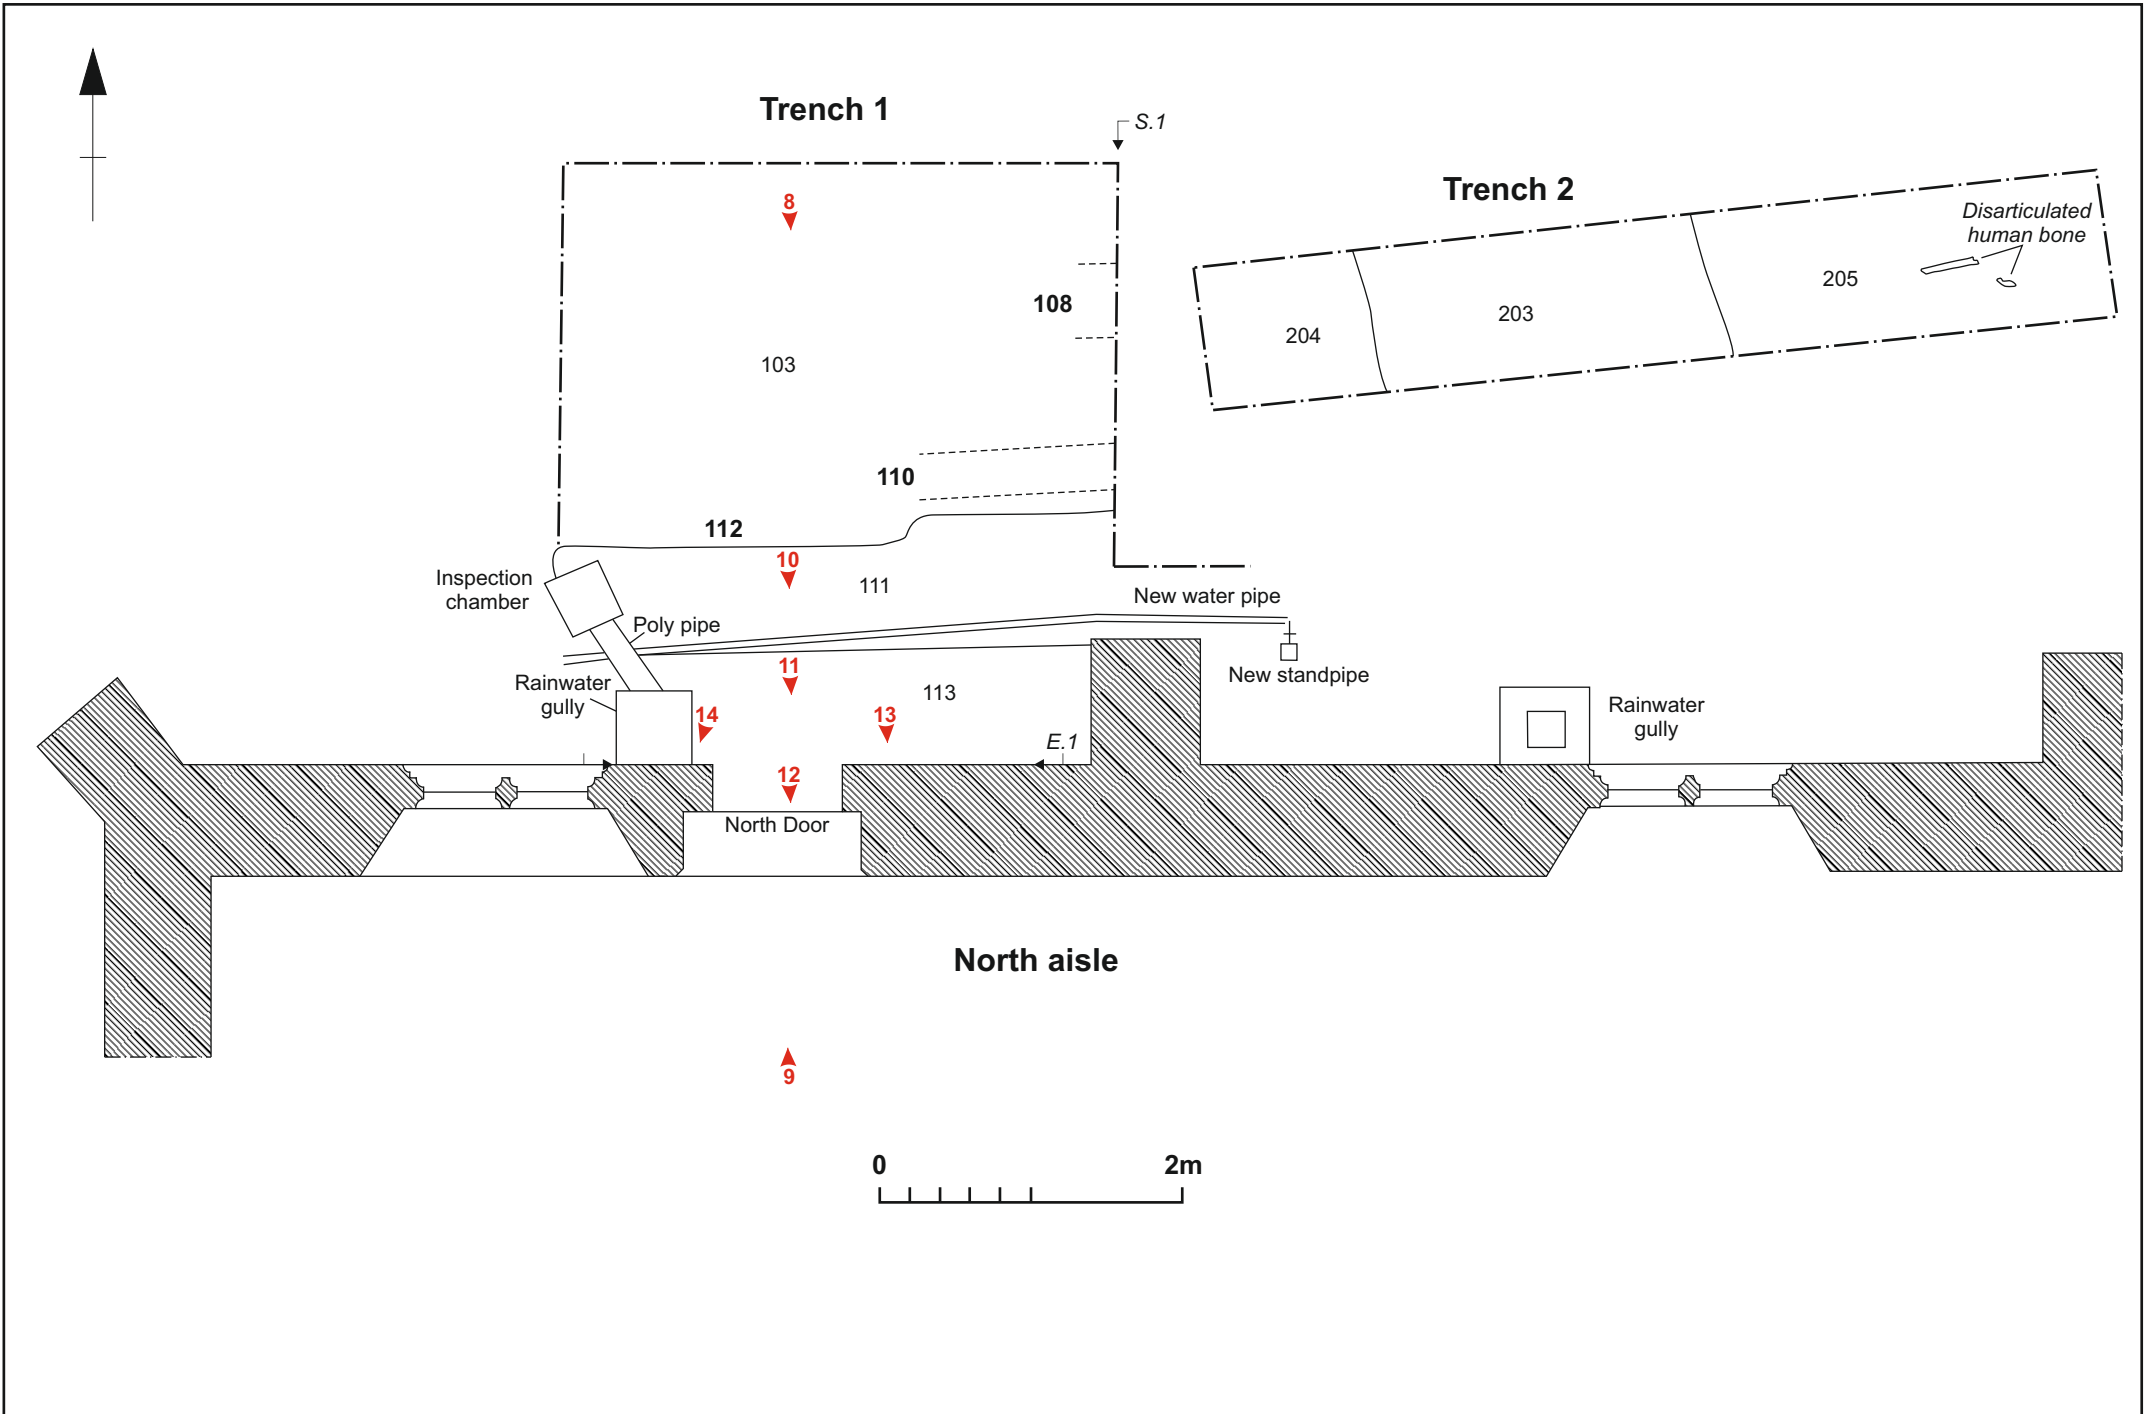 Trench 1
S.1
Trench 2
8
Disarticulated
human bone
205
108
203
204
103
110
112
10
Inspection
chamber
111
New water pipe
Poly pipe
11
New standpipe
Rainwater
gully
113
Rainwater
gully
14
13
E.1
12
North Door
North aisle
9
0
2m